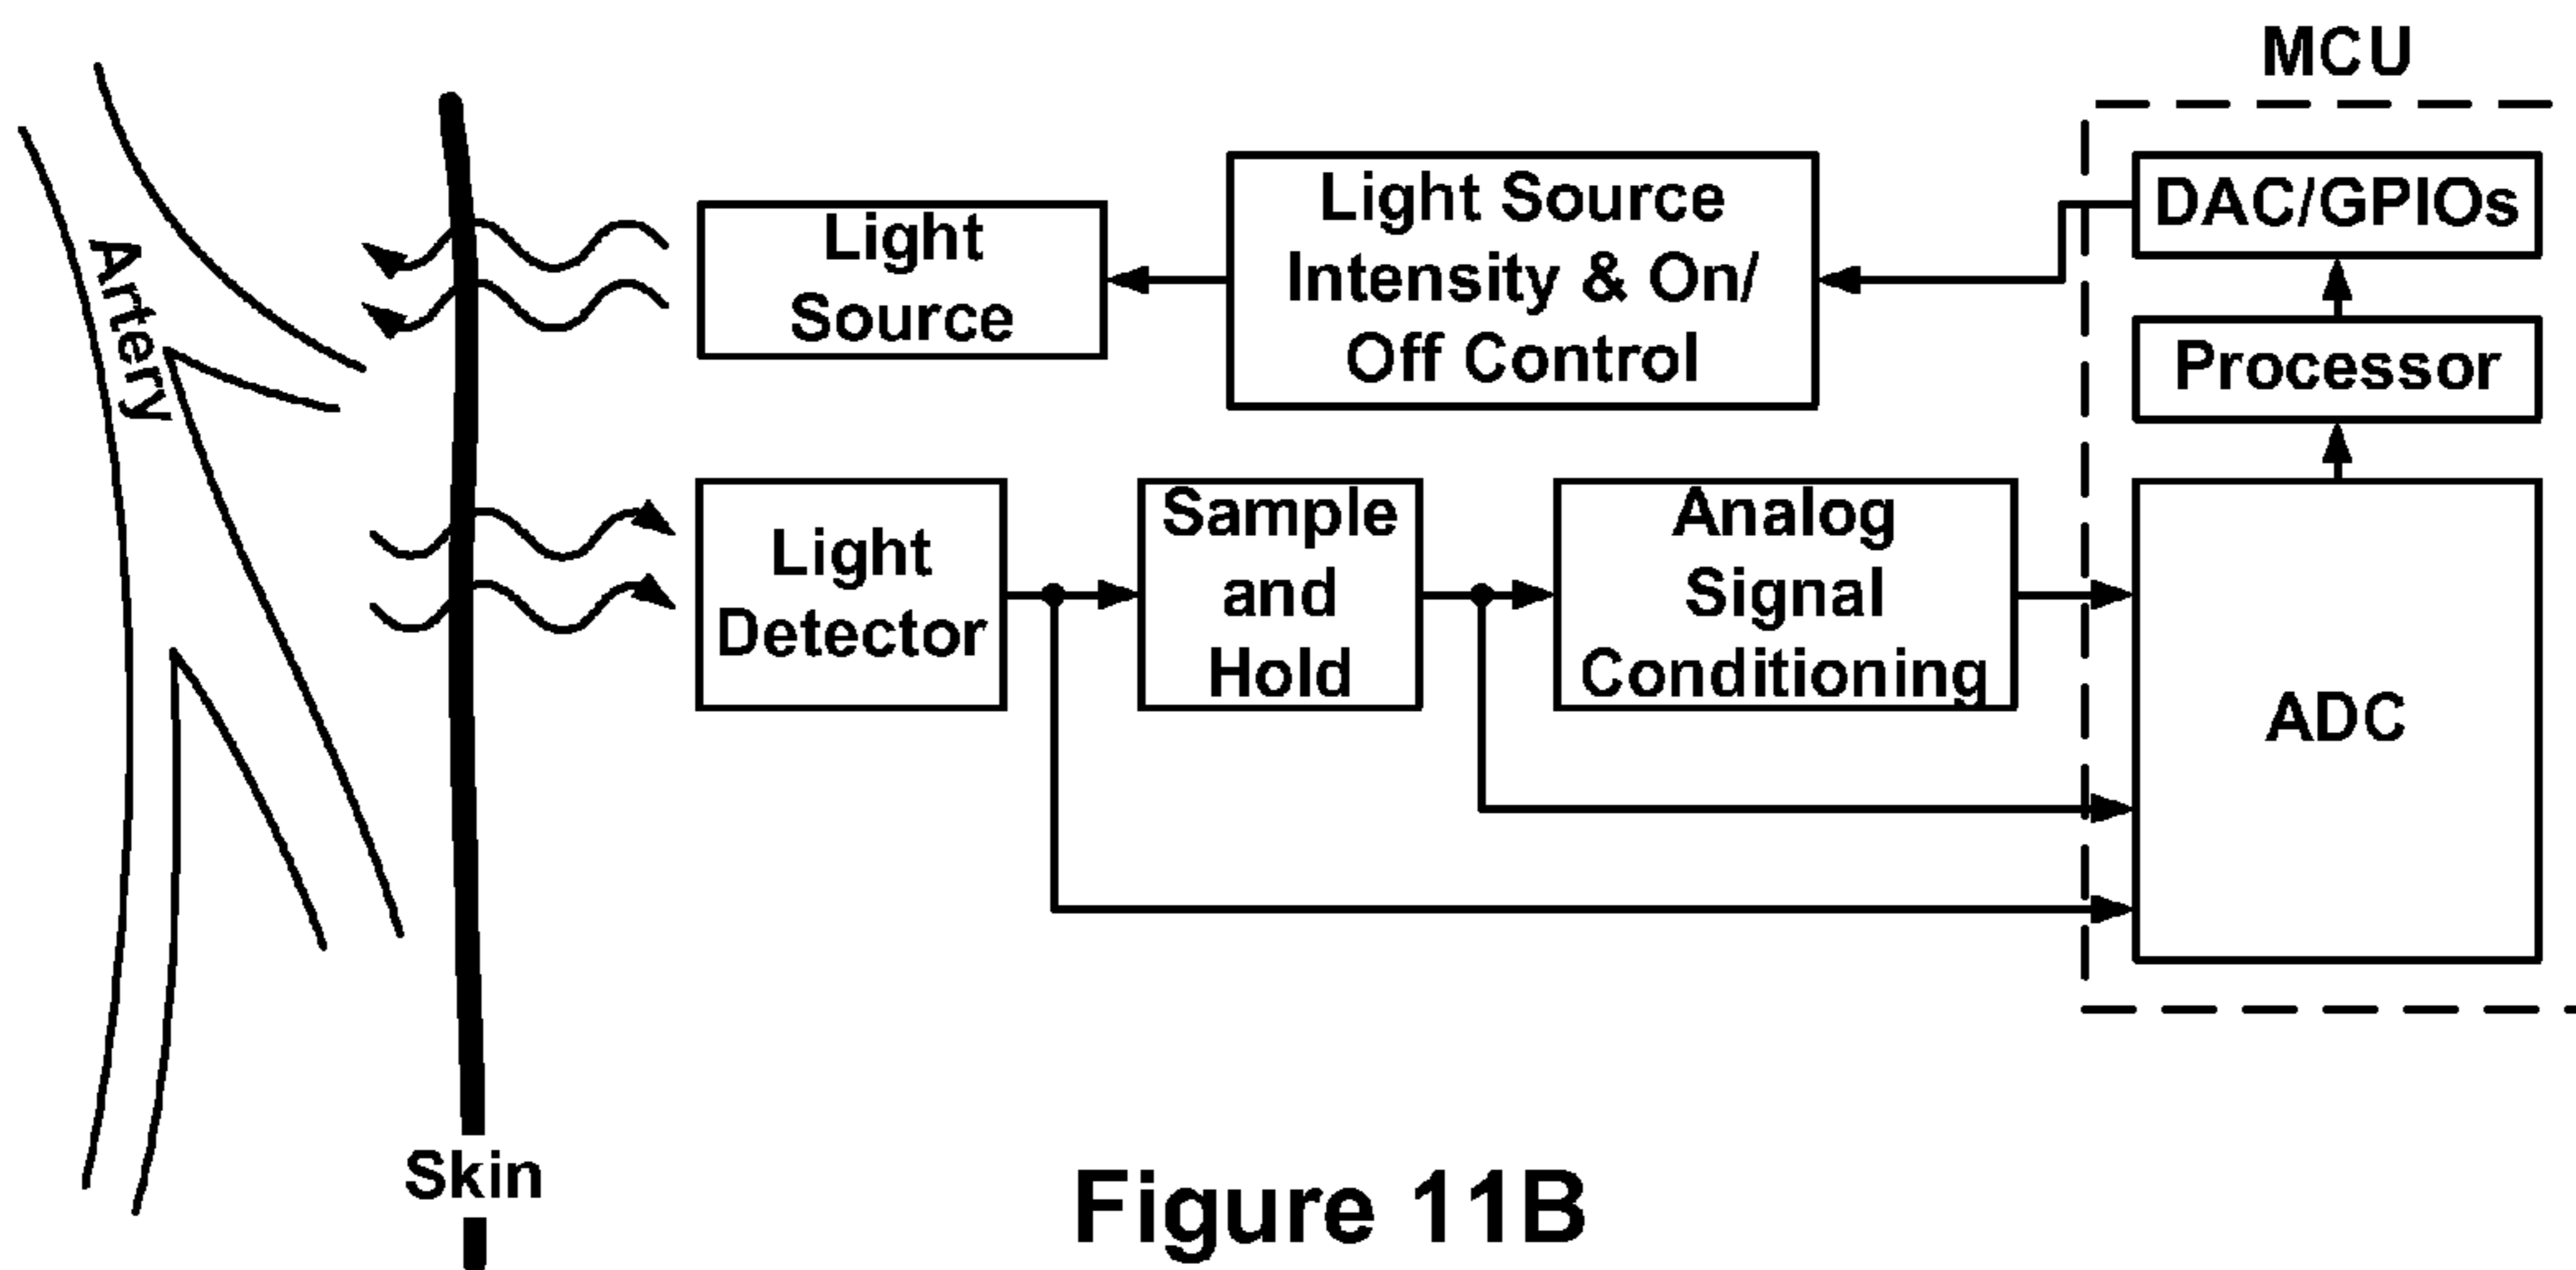 MCU
Artery
Light
Source
Light Source
Intensity & On/
Off Control
DAC/GPIOs
Processor
Light
Detector
Sample
and
Hold
Analog
Signal
Conditioning
ADC
Skin
Figure 11B